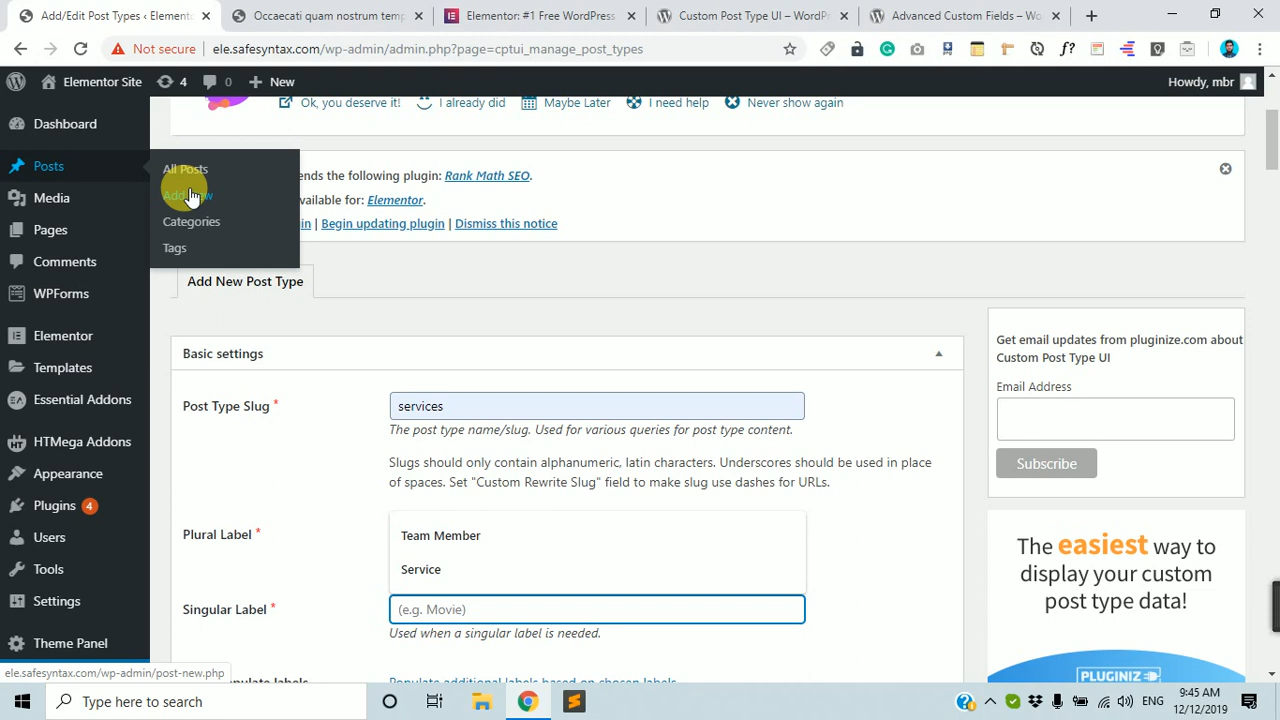 Add/Edit Post Types ‹ Element
Occaecati quam nostrum temp
Elementor: #1 Free WordPress
Custom Post Type UI – WordPr
Advanced Custom Fields – Wo
Not secure
ele.safesyntax.com/wp-admin/admin.php?page=cptui_manage_post_types
Elementor Site
4
0
New
Howdy, mbr
Ok, you deserve it!
I already did
Maybe Later
I need help
Never show again
Dashboard
Posts
Media
Pages
Comments
WPForms
Elementor
Templates
Essential Addons
HTMega Addons
Appearance
Plugins 4
Users
Tools
Settings
Theme Panel
All Posts
Categories
Tags
ends the following plugin: Rank Math SEO.
vailable for: Elementor.
in | Begin updating plugin | Dismiss this notice
Add New Post Type
Basic settings
Post Type Slug *
services
The post type name/slug. Used for various queries for post type content.
Slugs should only contain alphanumeric, latin characters. Underscores should be used in place
of spaces. Set "Custom Rewrite Slug" field to make slug use dashes for URLs.
Plural Label *
Team Member
Service
Singular Label *
(e.g. Movie)
Used when a singular label is needed.
Populate additional labels based on chosen labels
Get email updates from pluginize.com about
Custom Post Type UI
Email Address
Subscribe
The easiest way to
display your custom
post type data!
PLUGINIZ
ele.safesyntax.com/wp-admin/post-new.php
Type here to search
ENG
9:45 AM
12/12/2019